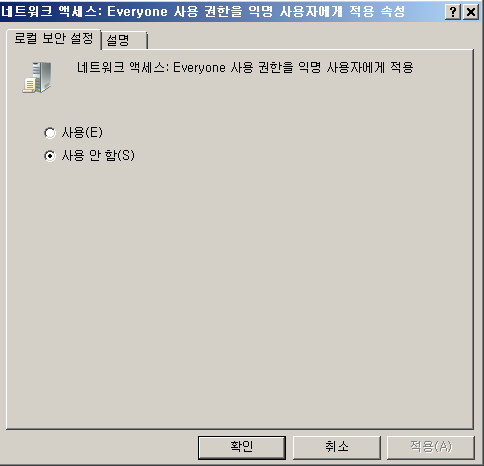 네트워크 액세스: Everyone 사용 권한을 익명 사용자에게 적용 속성
로컬 보안 설정 설명
네트워크 액세스: Everyone 사용 권한을 익명 사용자에게 적용
사용(E)
사용 안 함(S)
확인 취소 적용(A)